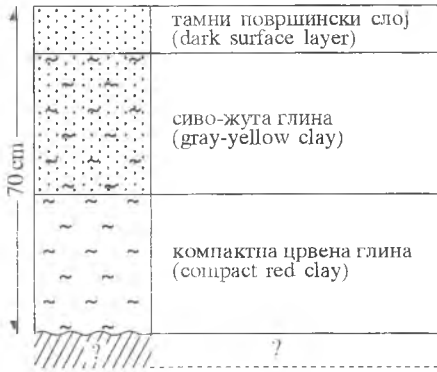 тамни површински слој
(dark surface layer)
сиво-жута глина
(gray-yellow clay)
70 cm
компактна црвена глина
(compact red clay)
? ?